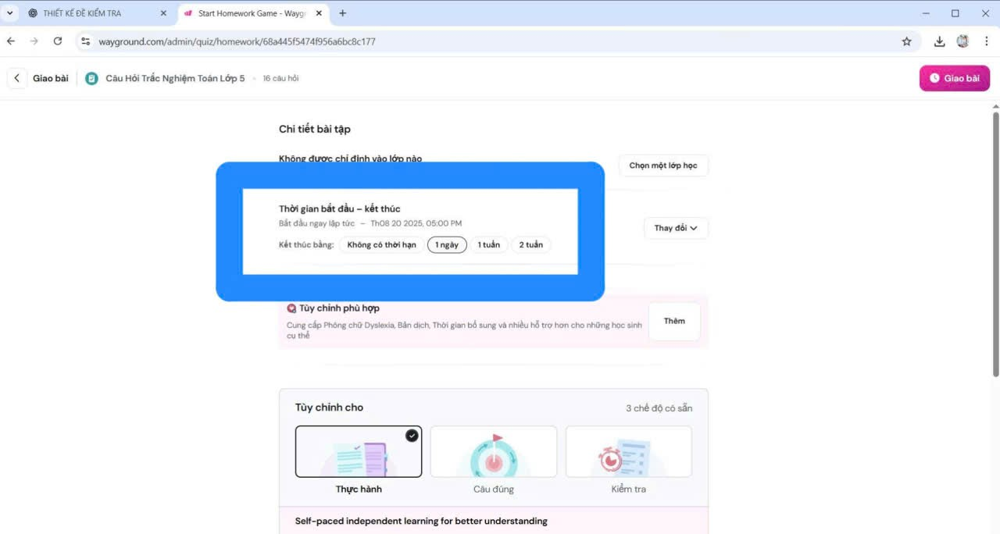 THIẾT KẾ ĐỀ KIỂM TRA
Start Homework Game - Wayg
wayground.com/admin/quiz/homework/68a445f5474f956a6bc8c177
Giao bài
Câu Hỏi Trắc Nghiệm Toán Lớp 5
16 câu hỏi
Giao bài
Chi tiết bài tập
Không được chỉ định vào lớp nào
Chọn một lớp học
Thời gian bắt đầu – kết thúc
Bắt đầu ngay lập tức – Th08 20 2025, 05:00 PM
Thay đổi
Kết thúc bằng: Không có thời hạn 1 ngày 1 tuần 2 tuần
Tùy chỉnh phù hợp
Cung cấp Phông chữ Dyslexia, Bản dịch, Thời gian bổ sung và nhiều hỗ trợ hơn cho những học sinh
cụ thể
Thêm
Tùy chỉnh cho
3 chế độ có sẵn
Thực hành
Câu đúng
Kiểm tra
Self-paced independent learning for better understanding